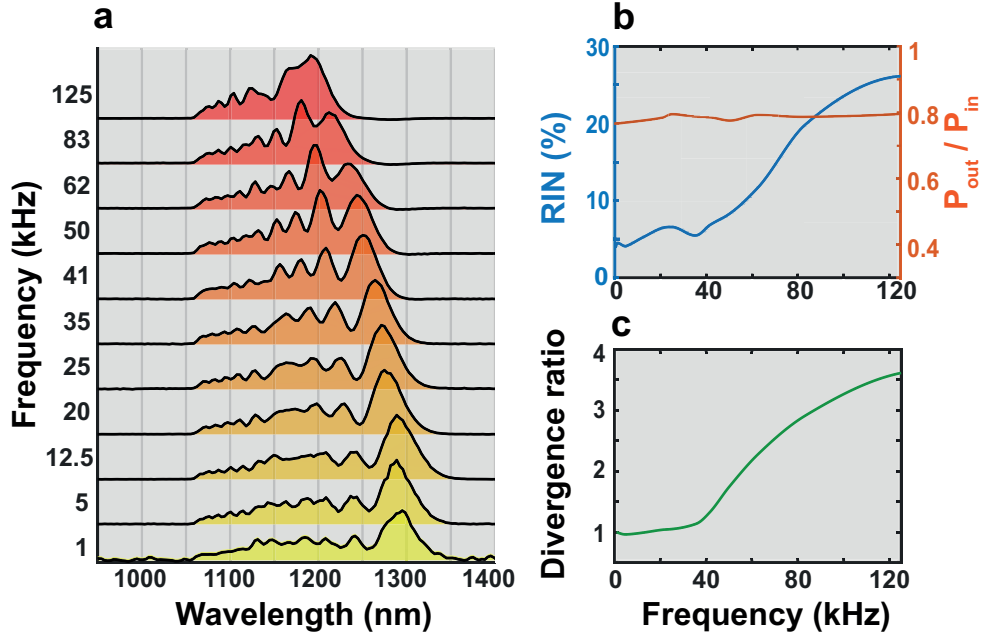 a
Frequency (kHz)
125
83
62
50
41
35
25
20
12.5
5
1
1000 1100 1200 1300 1400
Wavelength (nm)
b
RIN (%)
30
20
10
0
0 40 80 120
1
0.8
0.6
0.4
P out / P in
c
Divergence ratio
4
3
2
1
0 40 80 120
Frequency (kHz)